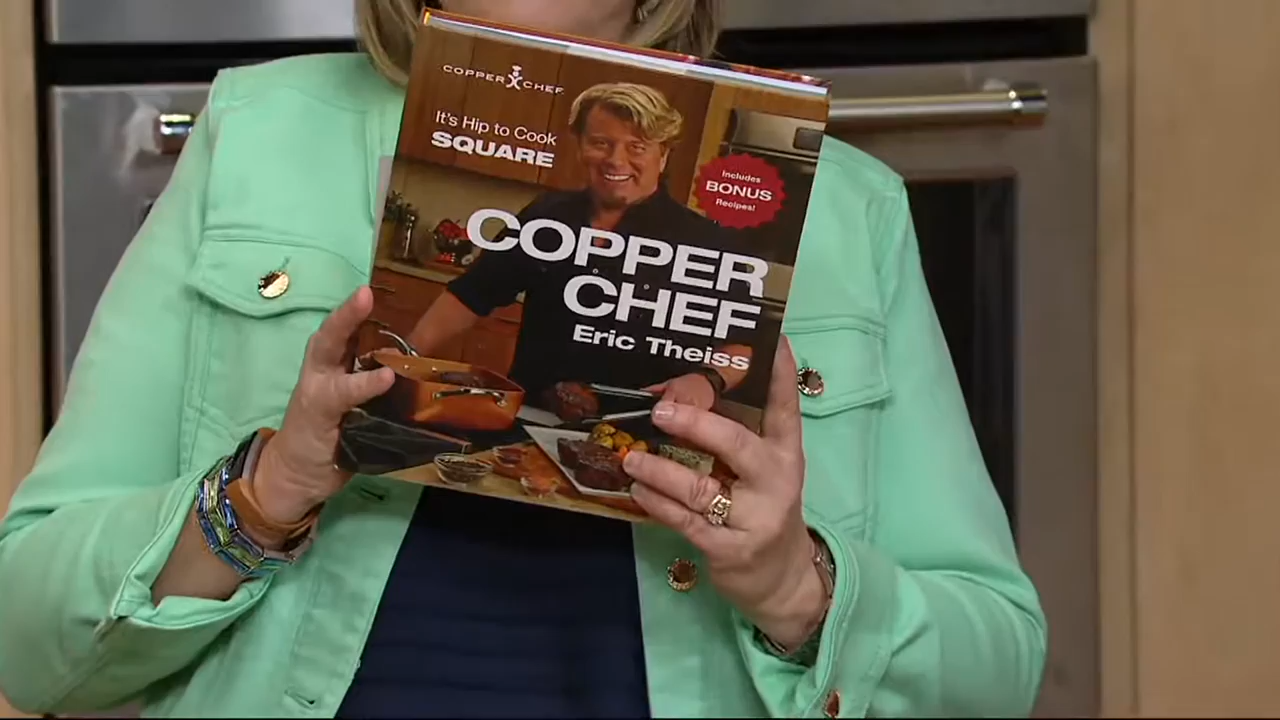 COPPER CHEF
It's Hip to Cook
SQUARE
Includes
BONUS
Recipes!
COPPER
CHEF
Eric Theiss